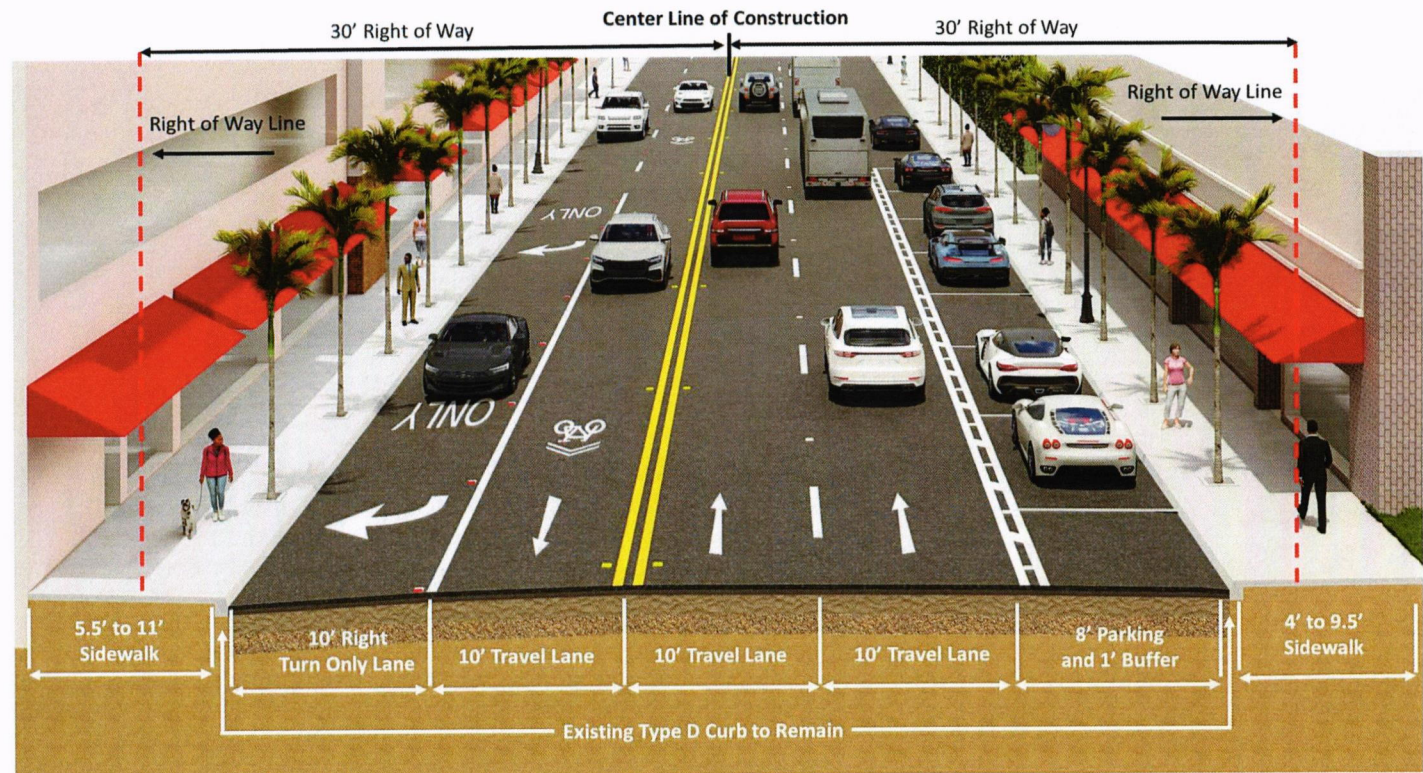 Center Line of Construction
30' Right of Way
30' Right of Way
Right of Way Line
Right of Way Line
ONLY
ONLY
5.5' to 11'
Sidewalk
10' Right
Turn Only Lane
10' Travel Lane
10' Travel Lane
10' Travel Lane
8' Parking
and 1' Buffer
4' to 9.5'
Sidewalk
Existing Type D Curb to Remain